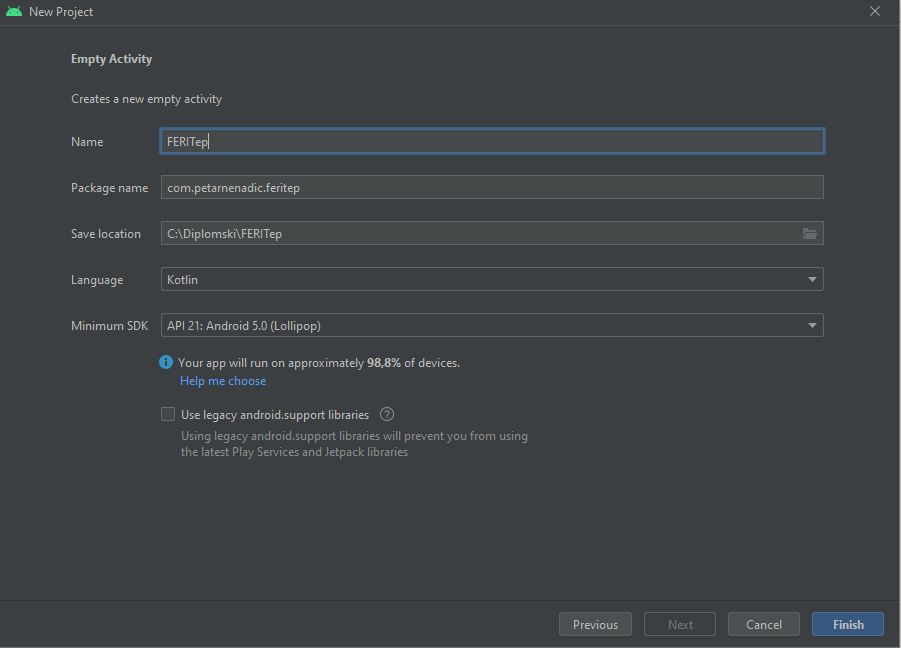 New Project
Empty Activity
Creates a new empty activity
Name FERITep
Package name com.petarnenadic.feritep
Save location C:\Diplomski\FERITep
Language Kotlin
Minimum SDK API 21: Android 5.0 (Lollipop)
Your app will run on approximately 98,8% of devices.
Help me choose
Use legacy android.support libraries ?
Using legacy android.support libraries will prevent you from using
the latest Play Services and Jetpack libraries
Previous Next Cancel Finish